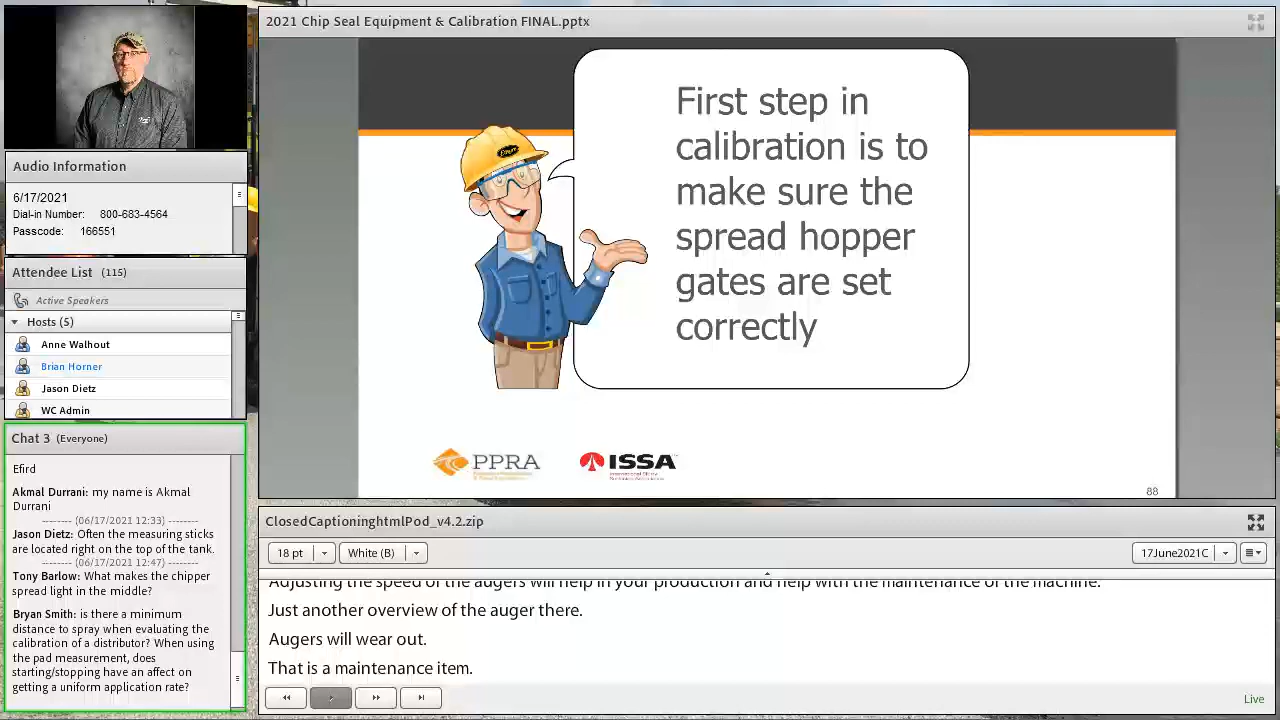 2021 Chip Seal Equipment & Calibration FINAL.pptx
First step in
calibration is to
make sure the
spread hopper
gates are set
correctly
PPRA
ISSA
88
Audio Information
6/17/2021
Dial-in Number: 800-683-4564
Passcode: 166551
Attendee List (115)
Active Speakers
Hosts (5)
Anne Walhout
Brian Horner
Jason Dietz
WC Admin
Chat 3 (Everyone)
Efird
Akmal Durrani: my name is Akmal
Durrani
-------- (06/17/2021 12:33) --------
Jason Dietz: Often the measuring sticks
are located right on the top of the tank.
-------- (06/17/2021 12:47) --------
Tony Barlow: What makes the chipper
spread light in the middle?
Bryan Smith: is there a minimum
distance to spray when evaluating the
calibration of a distributor? When using
the pad measurement, does
starting/stopping have an affect on
getting a uniform application rate?
ClosedCaptioninghtmlPod_v4.2.zip
18 pt
White (B)
17June2021C
Adjusting the speed of the augers will help in your production and help with the maintenance of the machine.
Just another overview of the auger there.
Augers will wear out.
That is a maintenance item.
Live